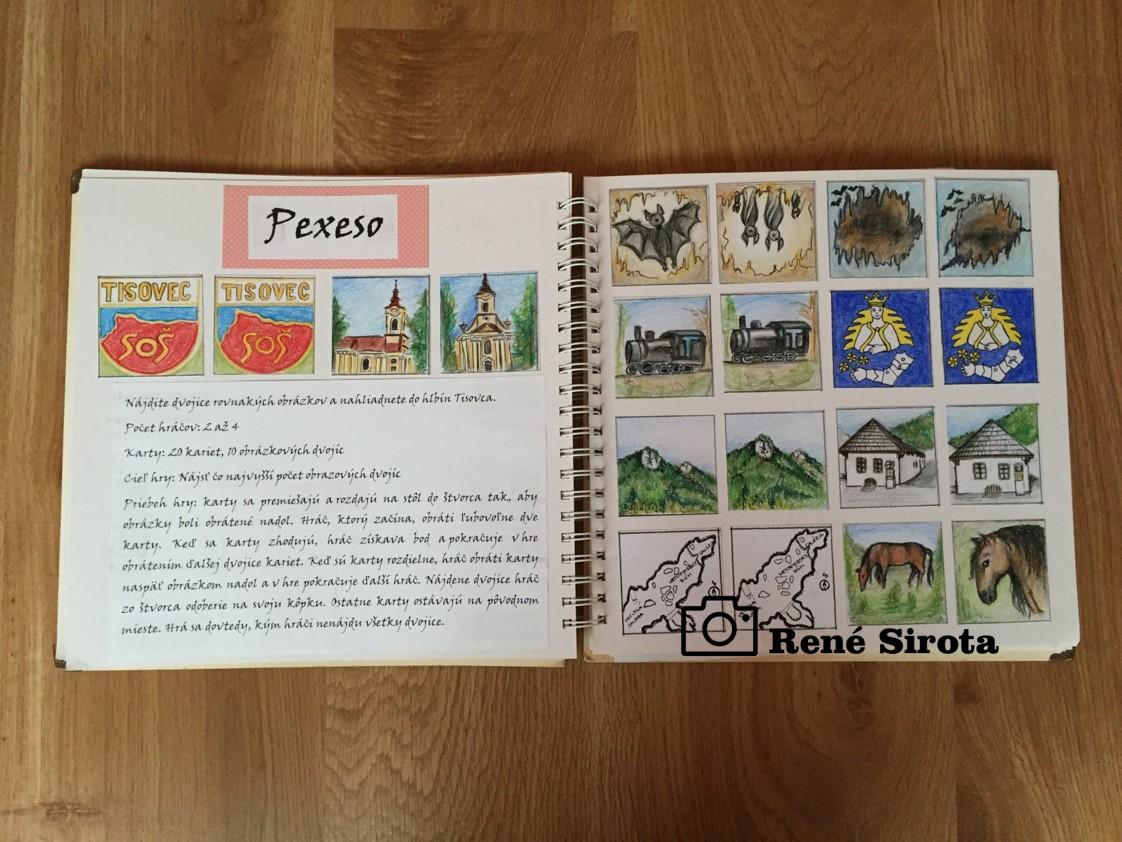 Pexeso
TISOVEC
SOŠ
TISOVEC
SOŠ
Nájdite dvojice rovnakých obrázkov a nahliadnete do hlbín Tisovca.
Počet hráčov: 2 až 4
Karty: 20 kariet, 10 obrázkových dvojíc
Cieľ hry: Nájsť čo najvyšší počet obrazových dvojíc
Priebeh hry: karty sa premiešajú a rozdajú na stôl do štvorca tak, aby
obrázky boli obrátené nadol. Hráč, ktorý začína, obráti ľubovoľne dve
karty. Keď sa karty zhodujú, hráč získava bod a pokračuje v hre
obrátením ďalšej dvojice kariet. Keď sú karty rozdielne, hráč obráti karty
naspäť obrázkom nadol a v hre pokračuje ďalší hráč. Nájdene dvojice hráč
zo štvorca odoberie na svoju kôpku. Ostatne karty ostávajú na pôvodnom
mieste. Hrá sa dovtedy, kým hráči nenájdu všetky dvojice.
René Sirota